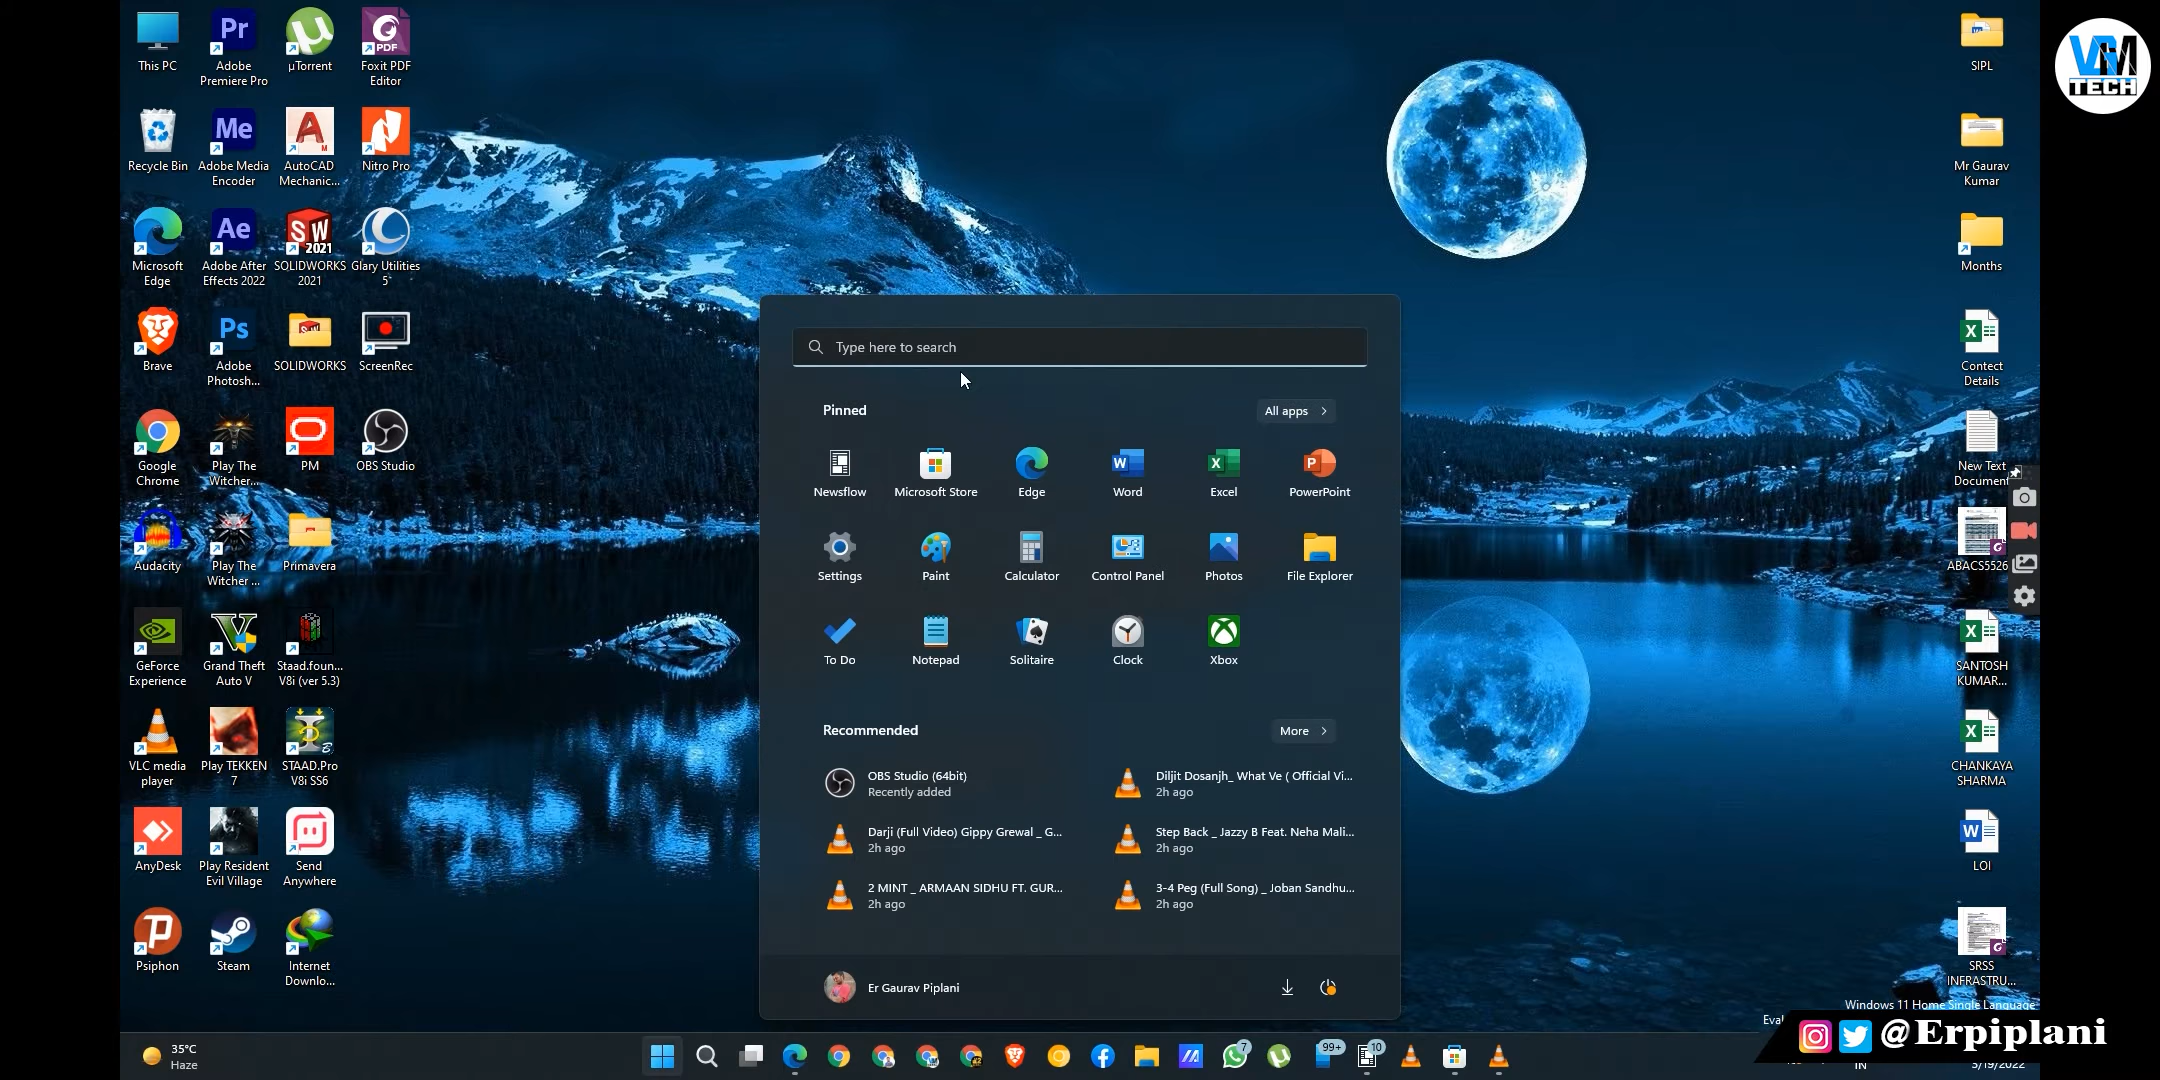 This PC
Adobe
Premiere Pro
µTorrent
Foxit PDF
Editor
Recycle Bin
Adobe Media
Encoder
AutoCAD
Mechanic...
Nitro Pro
Microsoft
Edge
Adobe After
Effects 2022
SOLIDWORKS
2021
Glary Utilities
5
Brave
Adobe
Photosh...
SOLIDWORKS
ScreenRec
Google
Chrome
Play The
Witcher...
PM
OBS Studio
Audacity
Play The
Witcher ...
Primavera
GeForce
Experience
Grand Theft
Auto V
Staad.foun...
V8i (ver 5.3)
VLC media
player
Play TEKKEN
7
STAAD.Pro
V8i SS6
AnyDesk
Play Resident
Evil Village
Send
Anywhere
Psiphon
Steam
Internet
Downlo...
Type here to search
Pinned
All apps
Newsflow
Microsoft Store
Edge
Word
Excel
PowerPoint
Settings
Paint
Calculator
Control Panel
Photos
File Explorer
To Do
Notepad
Solitaire
Clock
Xbox
Recommended
More
OBS Studio (64bit)
Recently added
Diljit Dosanjh_ What Ve ( Official Vi...
2h ago
Darji (Full Video) Gippy Grewal _ G...
2h ago
Step Back _ Jazzy B Feat. Neha Mali...
2h ago
2 MINT _ ARMAAN SIDHU FT. GUR...
2h ago
3-4 Peg (Full Song) _ Joban Sandhu...
2h ago
Er Gaurav Piplani
SIPL
Mr Gaurav
Kumar
Months
Contect
Details
New Text
Document
ABACS5526
SANTOSH
KUMAR...
CHANKAYA
SHARMA
LOI
SRSS
INFRASTRU...
Windows 11 Home Single Language
Eval
@Erpiplani
TECH
35°C
Haze
7
99+
10
IN
5/19/2022